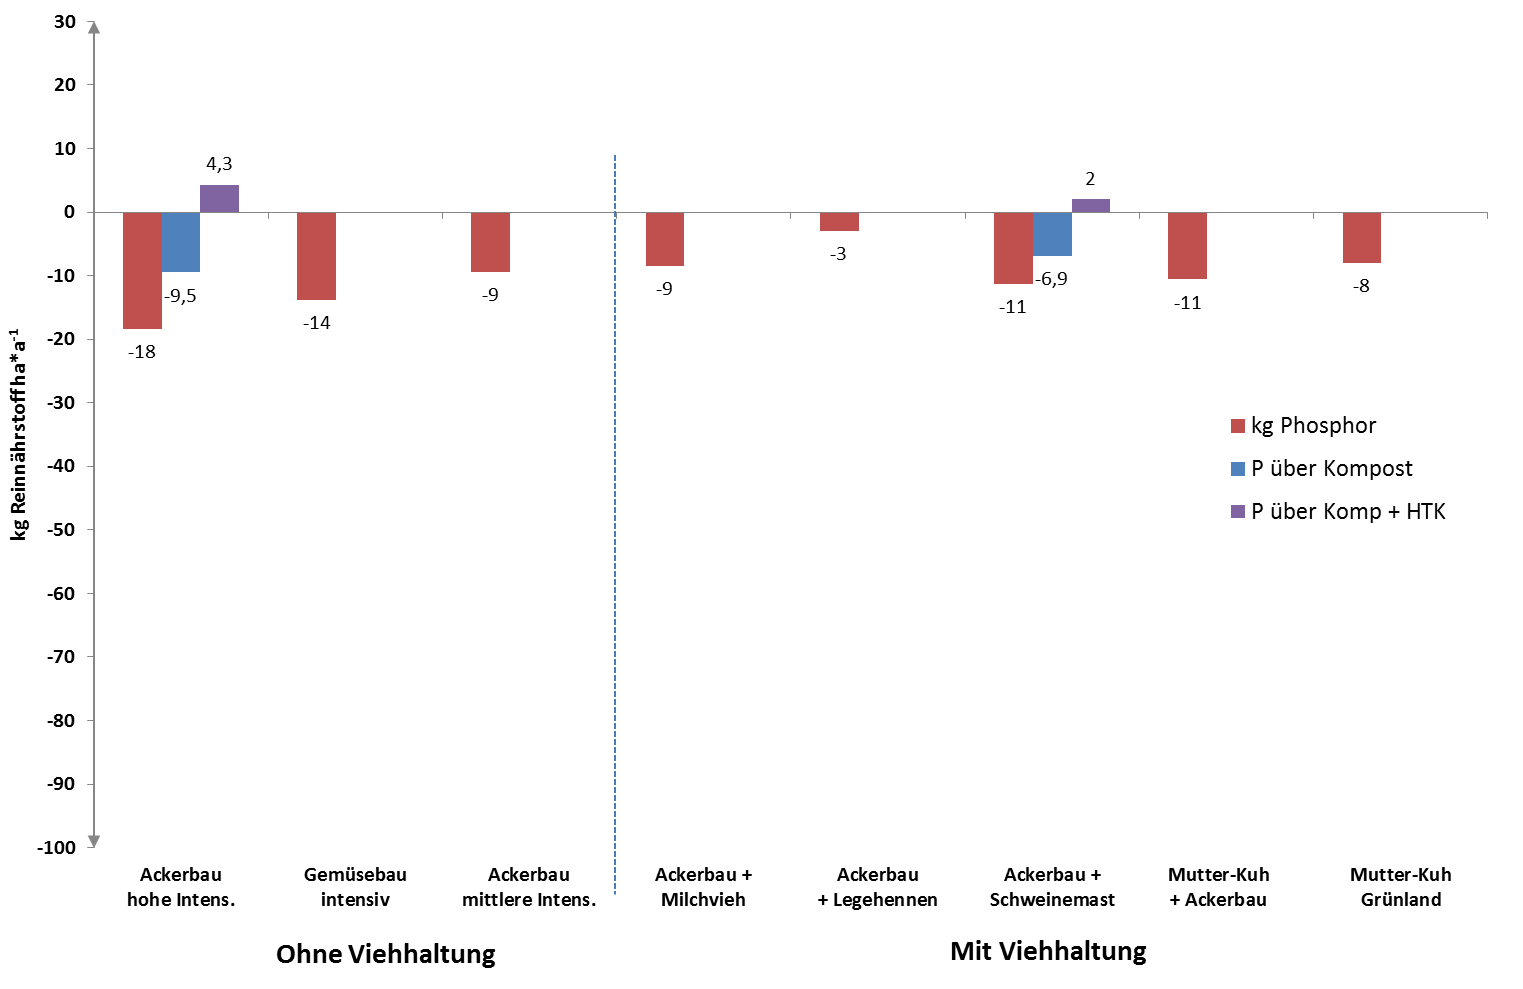 30
20
10
0
-10
-20
-30
-40
-50
-60
-70
-80
-90
-100
kg Reinnährstoffha*a-1
4,3
-9,5
-18
-14
-9
-9
-3
2
-6,9
-11
-11
-8
kg Phosphor
P über Kompost
P über Komp + HTK
Ackerbau
hohe Intens.
Gemüsebau
intensiv
Ackerbau
mittlere Intens.
Ackerbau +
Milchvieh
Ackerbau
+ Legehennen
Ackerbau +
Schweinemast
Mutter-Kuh
+ Ackerbau
Mutter-Kuh
Grünland
Ohne Viehhaltung
Mit Viehhaltung